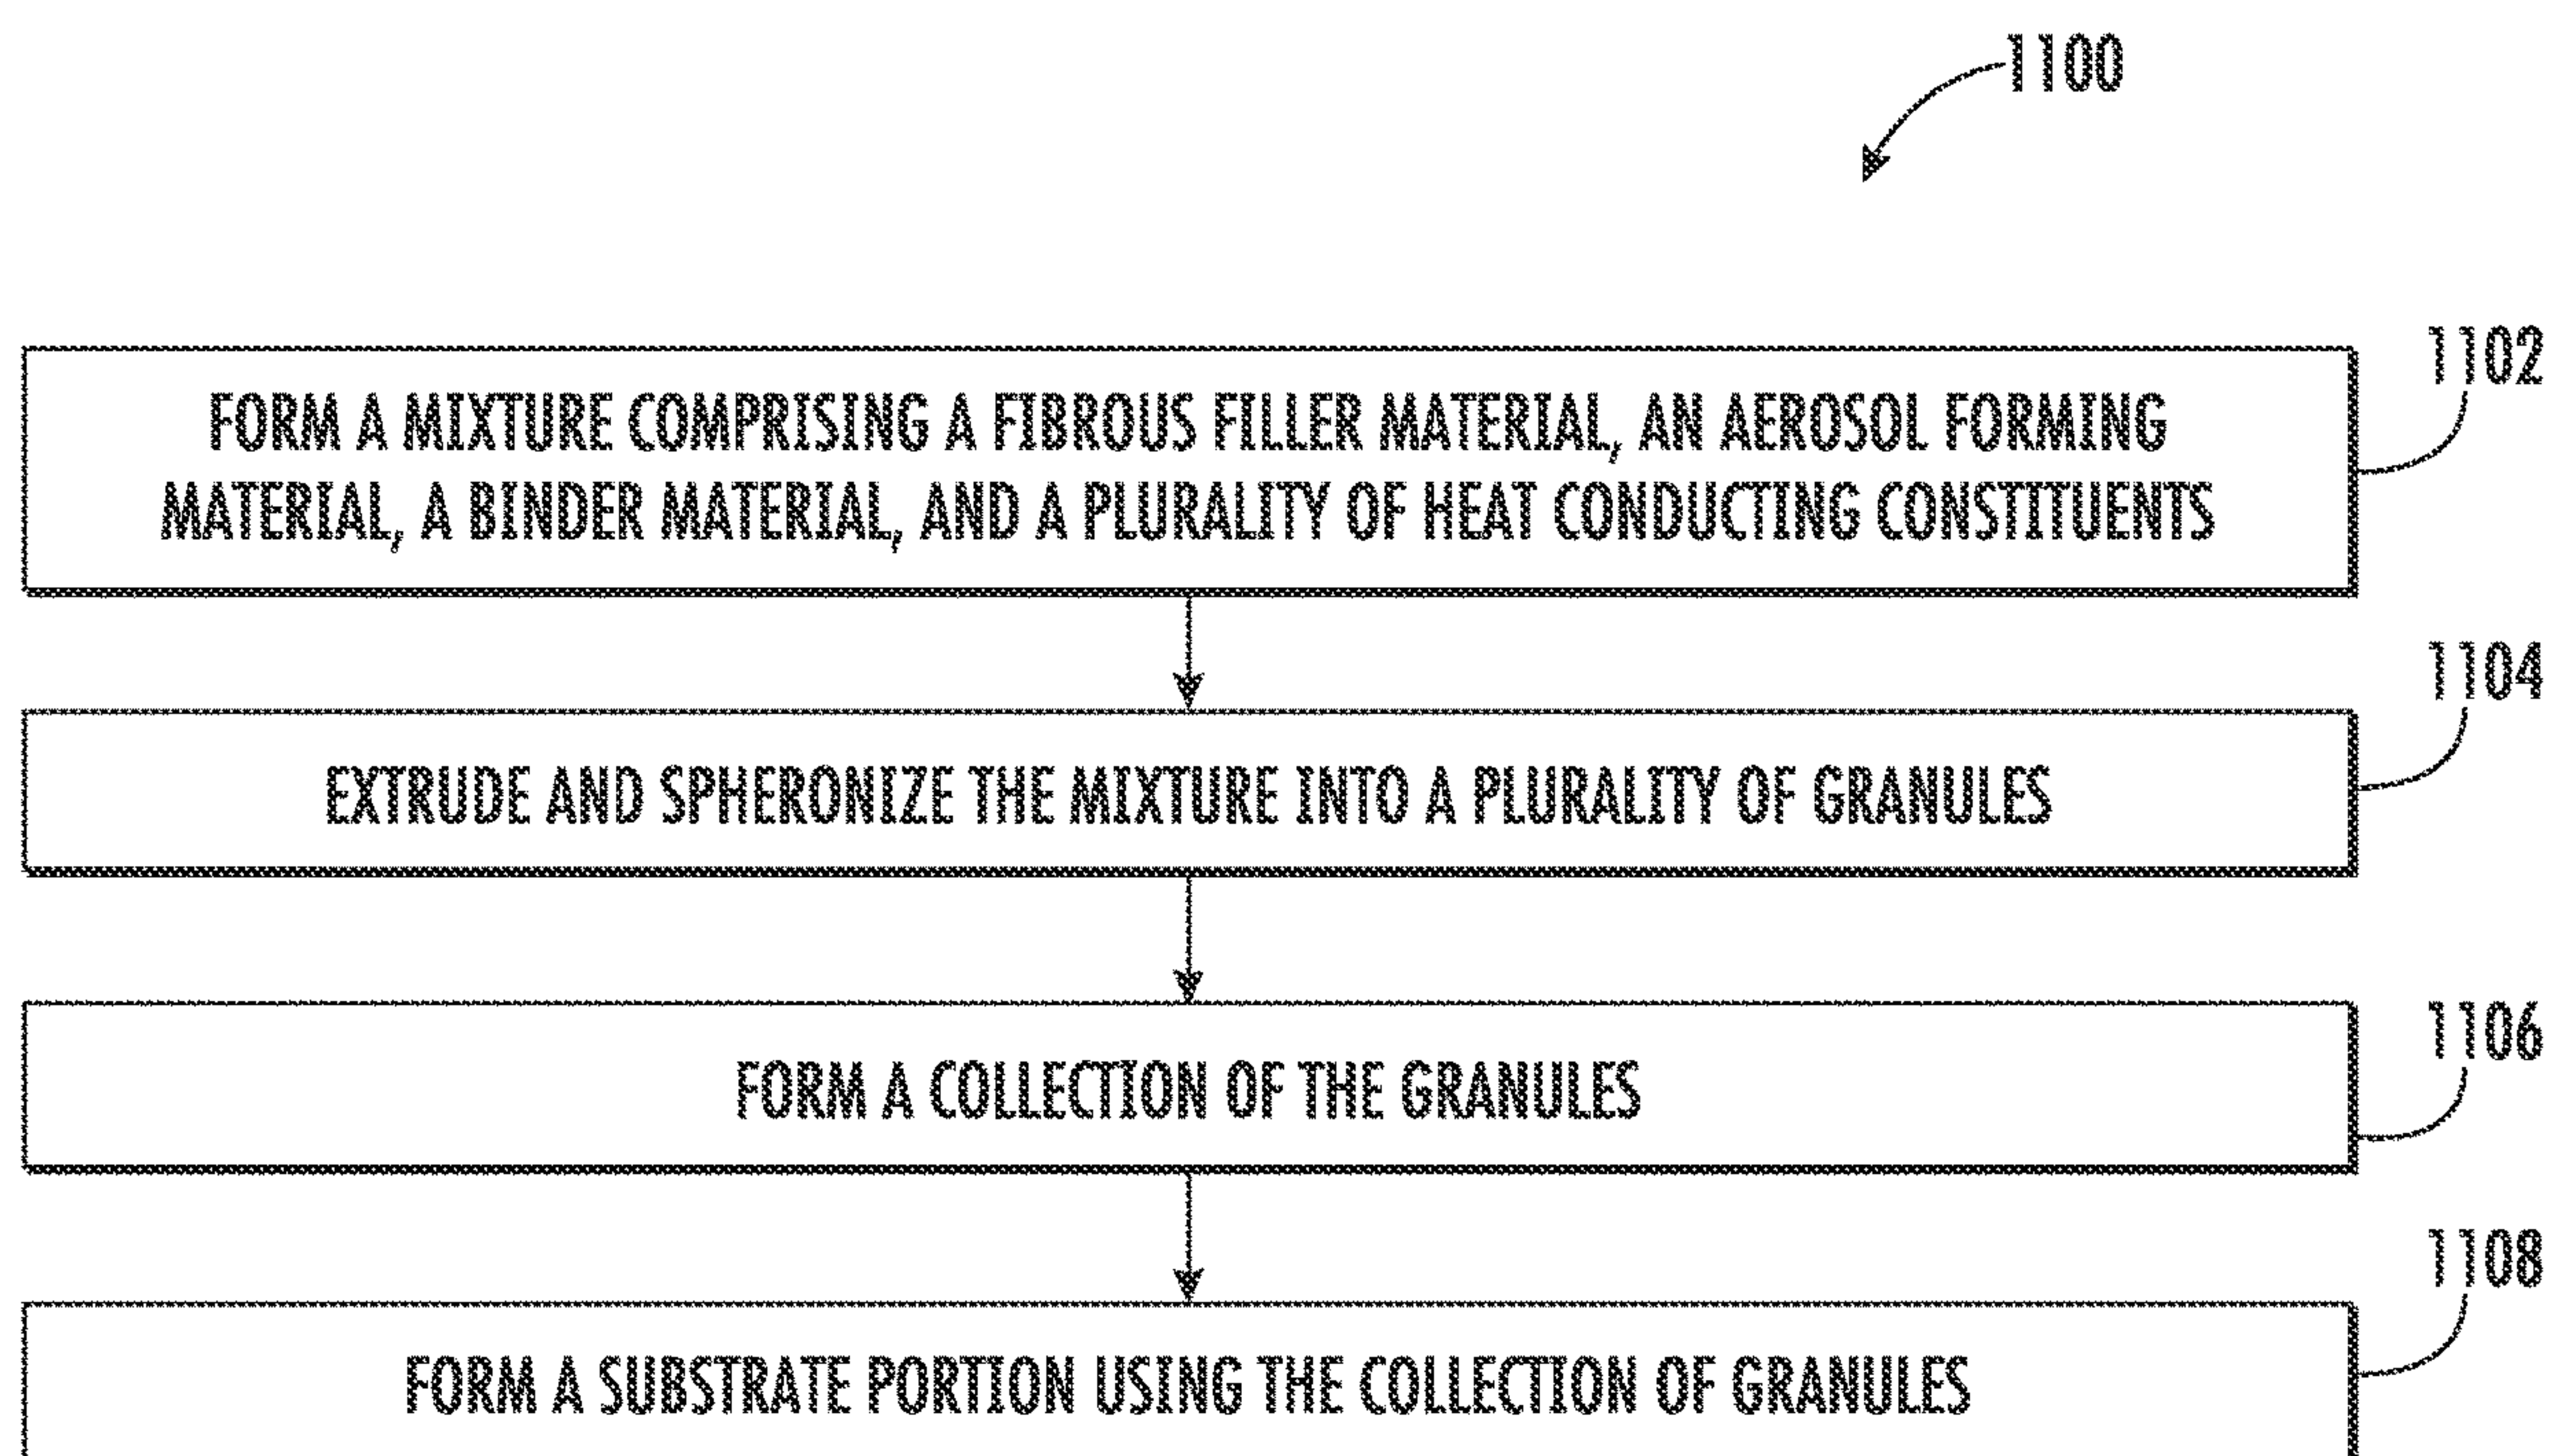 1100
1102
FORM A MIXTURE COMPRISING A FIBROUS FILLER MATERIAL, AN AEROSOL FORMING
MATERIAL, A BINDER MATERIAL, AND A PLURALITY OF HEAT CONDUCTING CONSTITUENTS
1104
EXTRUDE AND SPHERONIZE THE MIXTURE INTO A PLURALITY OF GRANULES
1106
FORM A COLLECTION OF THE GRANULES
1108
FORM A SUBSTRATE PORTION USING THE COLLECTION OF GRANULES